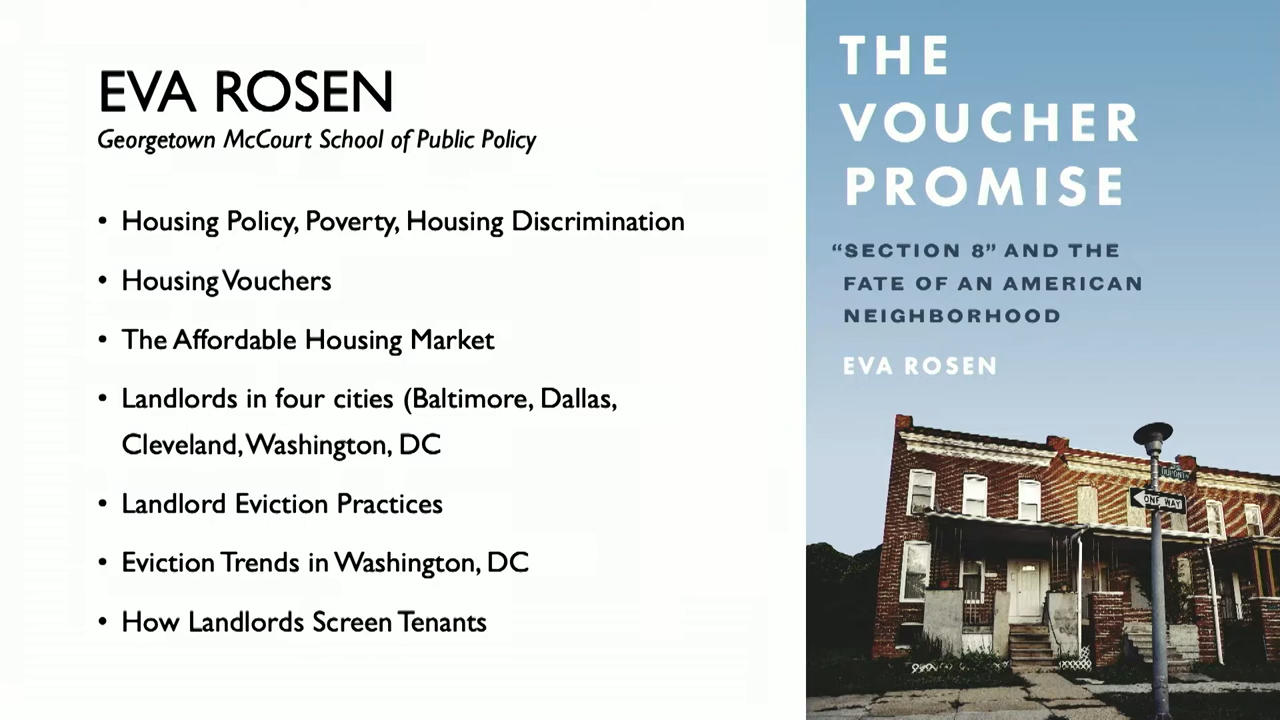 EVA ROSEN
Georgetown McCourt School of Public Policy
• Housing Policy, Poverty, Housing Discrimination
• Housing Vouchers
• The Affordable Housing Market
• Landlords in four cities (Baltimore, Dallas,
Cleveland, Washington, DC
• Landlord Eviction Practices
• Eviction Trends in Washington, DC
• How Landlords Screen Tenants
THE
VOUCHER
PROMISE
“SECTION 8” AND THE
FATE OF AN AMERICAN
NEIGHBORHOOD
EVA ROSEN
DUPONT
ONE WAY